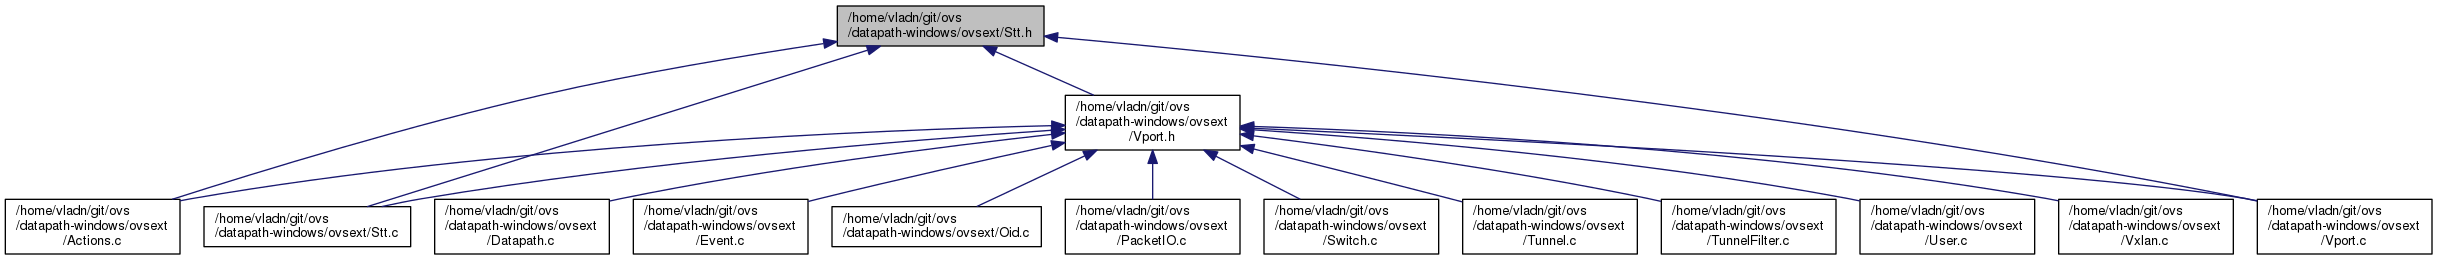 /home/vladn/git/ovs
/datapath-windows/ovsext/Stt.h
/home/vladn/git/ovs
/datapath-windows/ovsext
/Vport.h
/home/vladn/git/ovs
/datapath-windows/ovsext
/Actions.c
/home/vladn/git/ovs
/datapath-windows/ovsext/Stt.c
/home/vladn/git/ovs
/datapath-windows/ovsext
/Datapath.c
/home/vladn/git/ovs
/datapath-windows/ovsext
/Event.c
/home/vladn/git/ovs
/datapath-windows/ovsext/Oid.c
/home/vladn/git/ovs
/datapath-windows/ovsext
/PacketIO.c
/home/vladn/git/ovs
/datapath-windows/ovsext
/Switch.c
/home/vladn/git/ovs
/datapath-windows/ovsext
/Tunnel.c
/home/vladn/git/ovs
/datapath-windows/ovsext
/TunnelFilter.c
/home/vladn/git/ovs
/datapath-windows/ovsext
/User.c
/home/vladn/git/ovs
/datapath-windows/ovsext
/Vxlan.c
/home/vladn/git/ovs
/datapath-windows/ovsext
/Vport.c